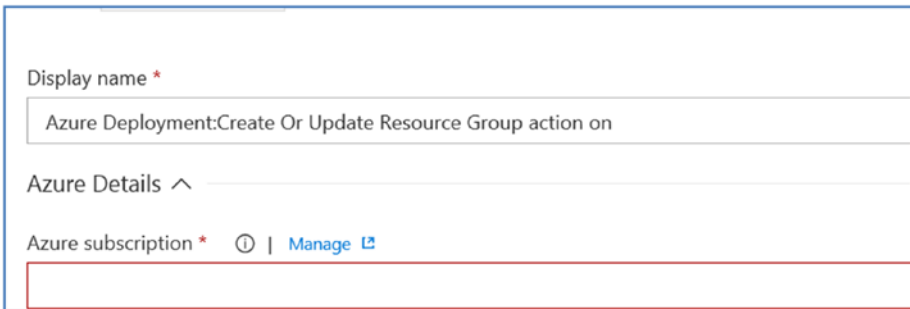 Display name *
Azure Deployment:Create Or Update Resource Group action on
Azure Details
Azure subscription * | Manage